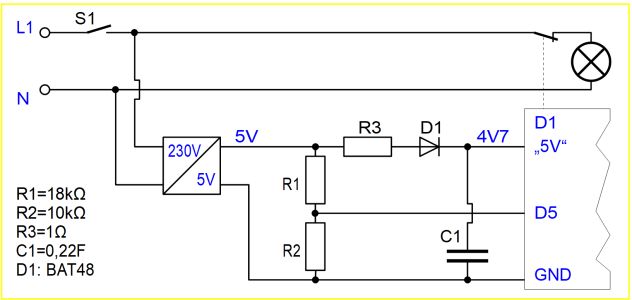 L1
S1
N
230V
5V
5V
R3
D1
4V7
D1
„5V“
R1
D5
R2
C1
GND
R1=18kΩ
R2=10kΩ
R3=1Ω
C1=0,22F
D1: BAT48